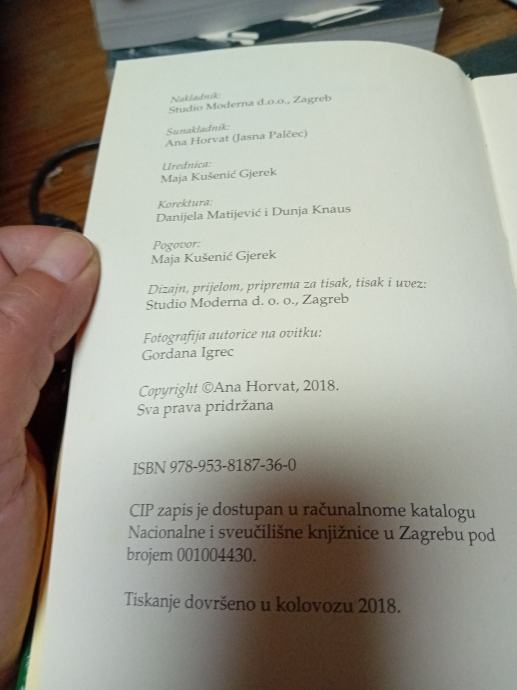 Nakladnik:
Studio Moderna d.o.o., Zagreb
Sunakladnik:
Ana Horvat (Jasna Palčec)
Urednica:
Maja Kušenić Gjerek
Korektura:
Danijela Matijević i Dunja Knaus
Pogovor:
Maja Kušenić Gjerek
Dizajn, prijelom, priprema za tisak, tisak i uvez:
Studio Moderna d. o. o., Zagreb
Fotografija autorice na ovitku:
Gordana Igrec
Copyright ©Ana Horvat, 2018.
Sva prava pridržana
ISBN 978-953-8187-36-0
CIP zapis je dostupan u računalnome katalogu
Nacionalne i sveučilišne knjižnice u Zagrebu pod
brojem 001004430.
Tiskanje dovršeno u kolovozu 2018.